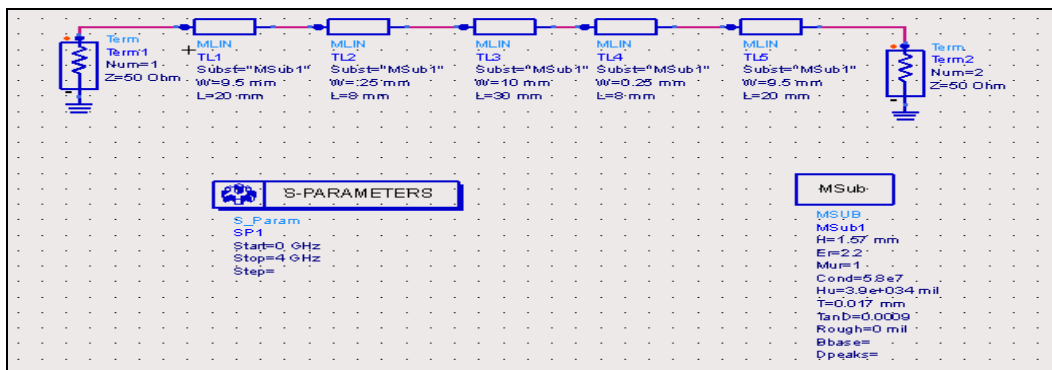 Term
Term1
Num=1
Z=50 Ohm
MLIN
TL1
Subst="MSub1"
W=9.5 mm
L=20 mm
MLIN
TL2
Subst="MSub1"
W=.25 mm
L=8 mm
MLIN
TL3
Subst="MSub1"
W=10 mm
L=30 mm
MLIN
TL4
Subst="MSub1"
W=0.25 mm
L=8 mm
MLIN
TL5
Subst="MSub1"
W=9.5 mm
L=20 mm
Term
Term2
Num=2
Z=50 Ohm
S-PARAMETERS
S_Param
SP1
Start=0 GHz
Stop=4 GHz
Step=
MSub
MSUB
MSub1
H=1.57 mm
Er=2.2
Mur=1
Cond=5.8e7
Hu=3.9e+034 mil
T=0.017 mm
TanD=0.0009
Rough=0 mil
Bbase=
Dpeaks=